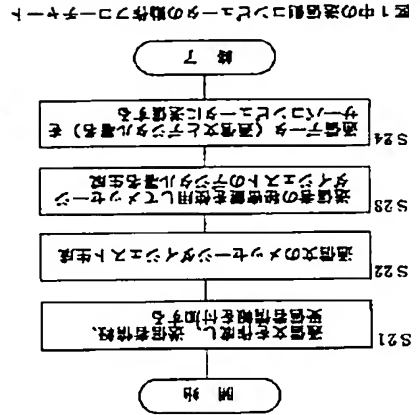 開 始
S21
通信文を作成し、送信者情報、
受信者情報を付加する
S22
通信文のメッセージダイジェスト生成
S23
送信者の秘密鍵を使用してメッセージ
ダイジェストのデジタル署名生成
S24
通信データ（通信文とデジタル署名）を
サーバコンピュータに送信する
終 了
図1中の送信側コンピュータの動作フローチャート